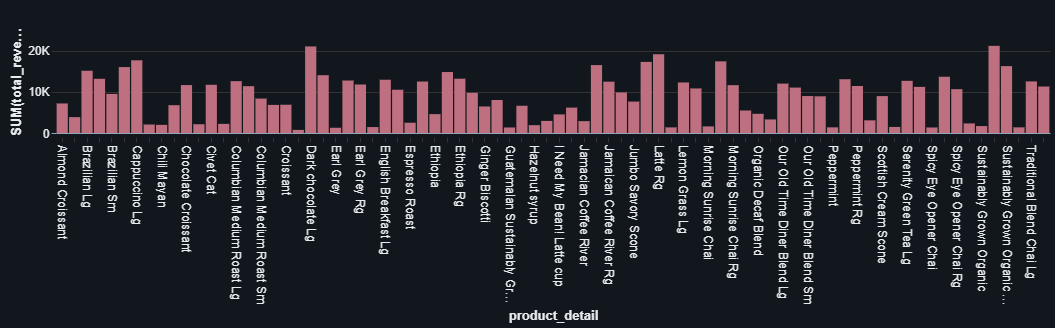 SUM(total_reve…
20K
10K
0
Almond Croissant
Brazilian Lg
Brazilian Sm
Cappuccino Lg
Chili Mayan
Chocolate Croissant
Civet Cat
Columbian Medium Roast Lg
Columbian Medium Roast Sm
Croissant
Dark chocolate Lg
Earl Grey
Earl Grey Rg
English Breakfast Lg
Espresso Roast
Ethiopia
Ethiopia Rg
Ginger Biscotti
Guatemalan Sustainably Gr…
Hazelnut syrup
I Need My Bean! Latte cup
Jamacian Coffee River
Jamaican Coffee River Rg
Jumbo Savory Scone
Latte Rg
Lemon Grass Lg
Morning Sunrise Chai
Morning Sunrise Chai Rg
Organic Decaf Blend
Our Old Time Diner Blend Lg
Our Old Time Diner Blend Sm
Peppermint
Peppermint Rg
Scottish Cream Scone
Serenity Green Tea Lg
Spicy Eye Opener Chai
Spicy Eye Opener Chai Rg
Sustainably Grown Organic
Sustainably Grown Organic …
Traditional Blend Chai Lg
product_detail